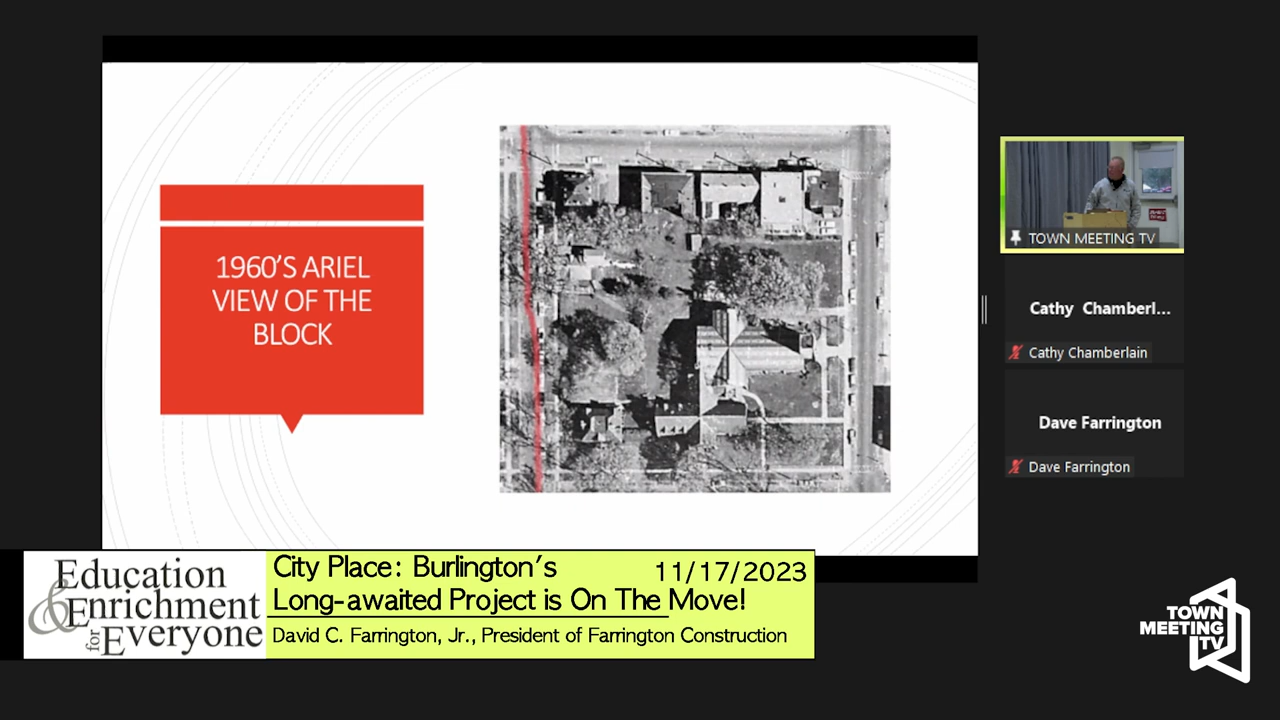 1960'S ARIEL
VIEW OF THE
BLOCK
TOWN MEETING TV
Cathy Chamberl...
Cathy Chamberlain
Dave Farrington
Dave Farrington
Education
& Enrichment
for Everyone
City Place: Burlington's
11/17/2023
Long-awaited Project is On The Move!
David C. Farrington, Jr., President of Farrington Construction
TOWN
MEETING
TV